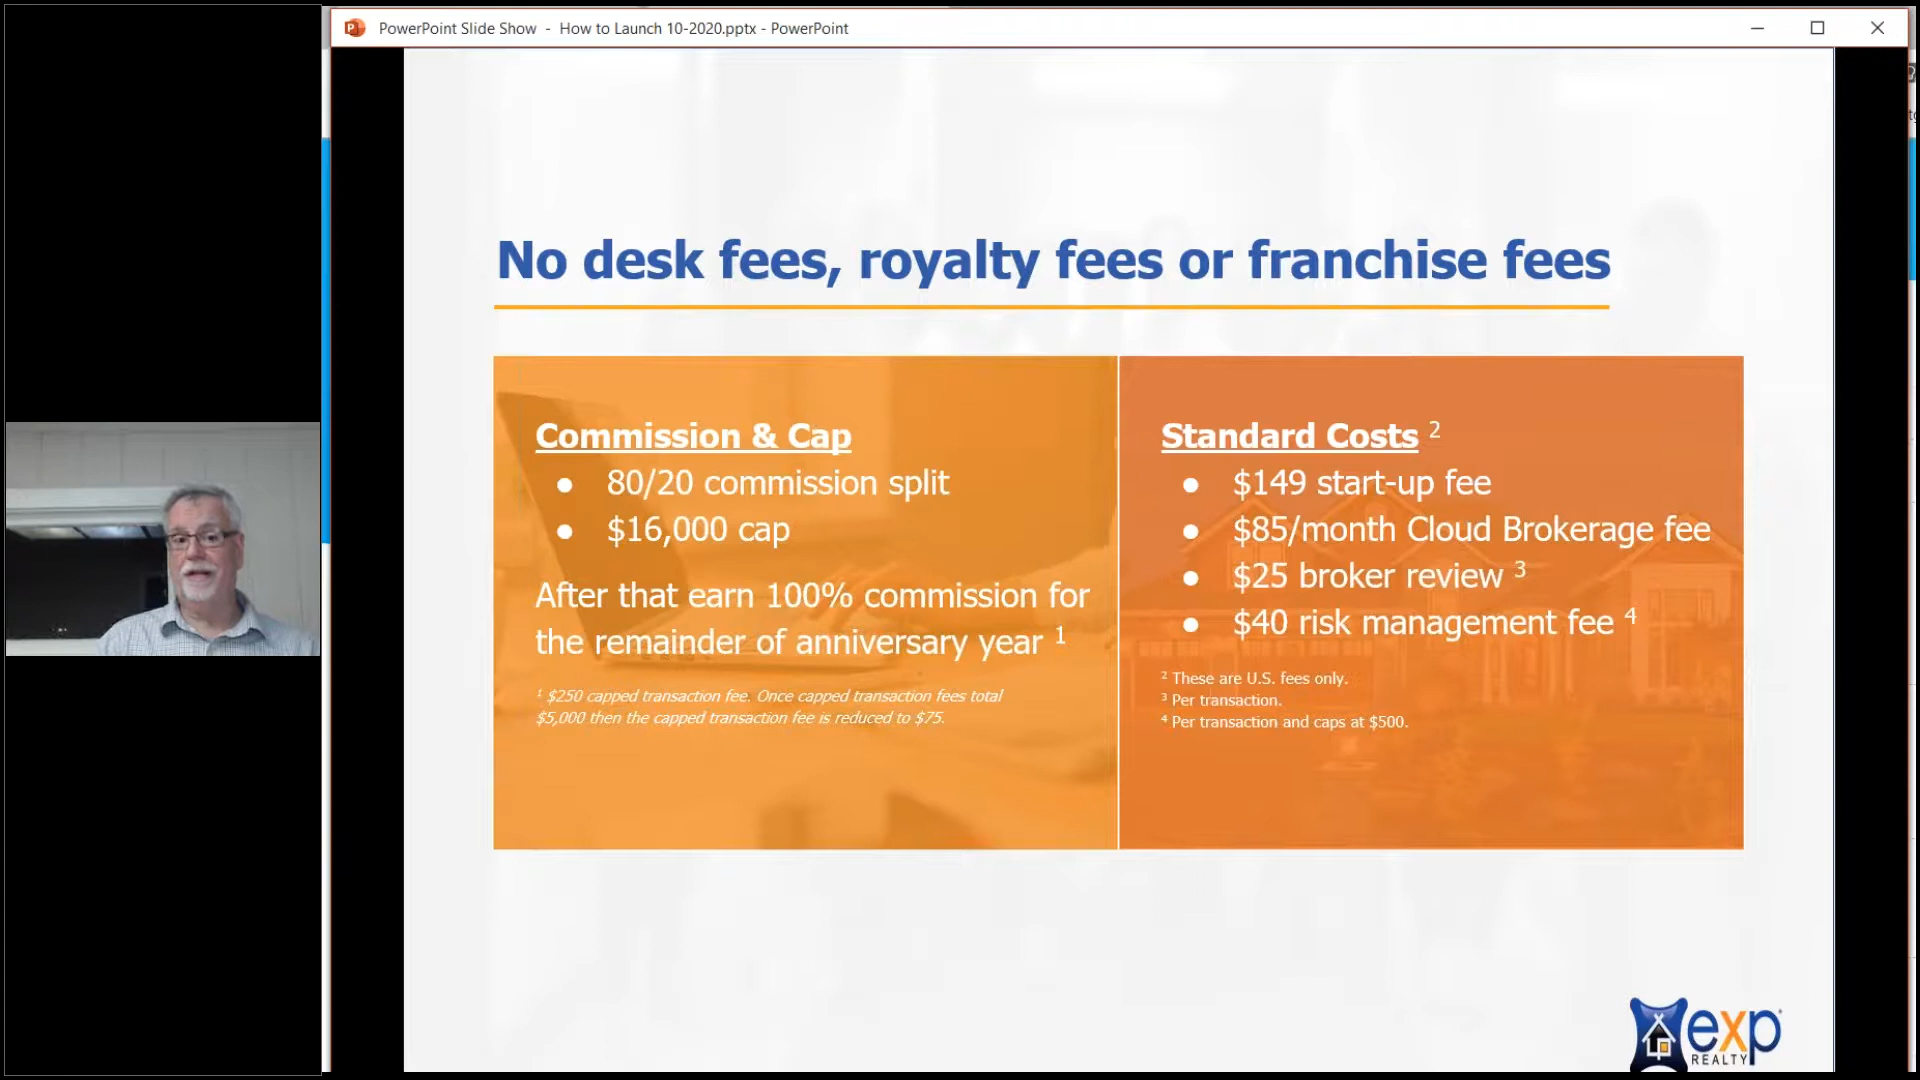 PowerPoint Slide Show - How to Launch 10-2020.pptx - PowerPoint
No desk fees, royalty fees or franchise fees
Commission & Cap
● 80/20 commission split
● $16,000 cap
After that earn 100% commission for
the remainder of anniversary year ¹
¹ $250 capped transaction fee. Once capped transaction fees total
$5,000 then the capped transaction fee is reduced to $75.
Standard Costs ²
● $149 start-up fee
● $85/month Cloud Brokerage fee
● $25 broker review ³
● $40 risk management fee ⁴
² These are U.S. fees only.
³ Per transaction.
⁴ Per transaction and caps at $500.
exp
REALTY